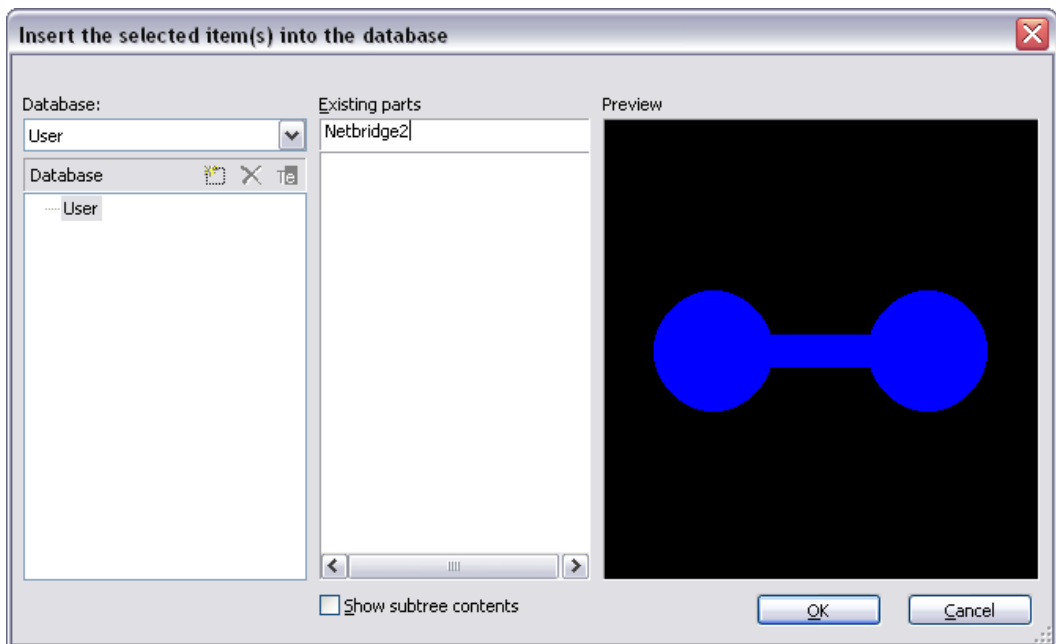 Insert the selected item(s) into the database
Database:
User
Database
Te
User
Existing parts
Netbridge2
Show subtree contents
Preview
OK
Cancel